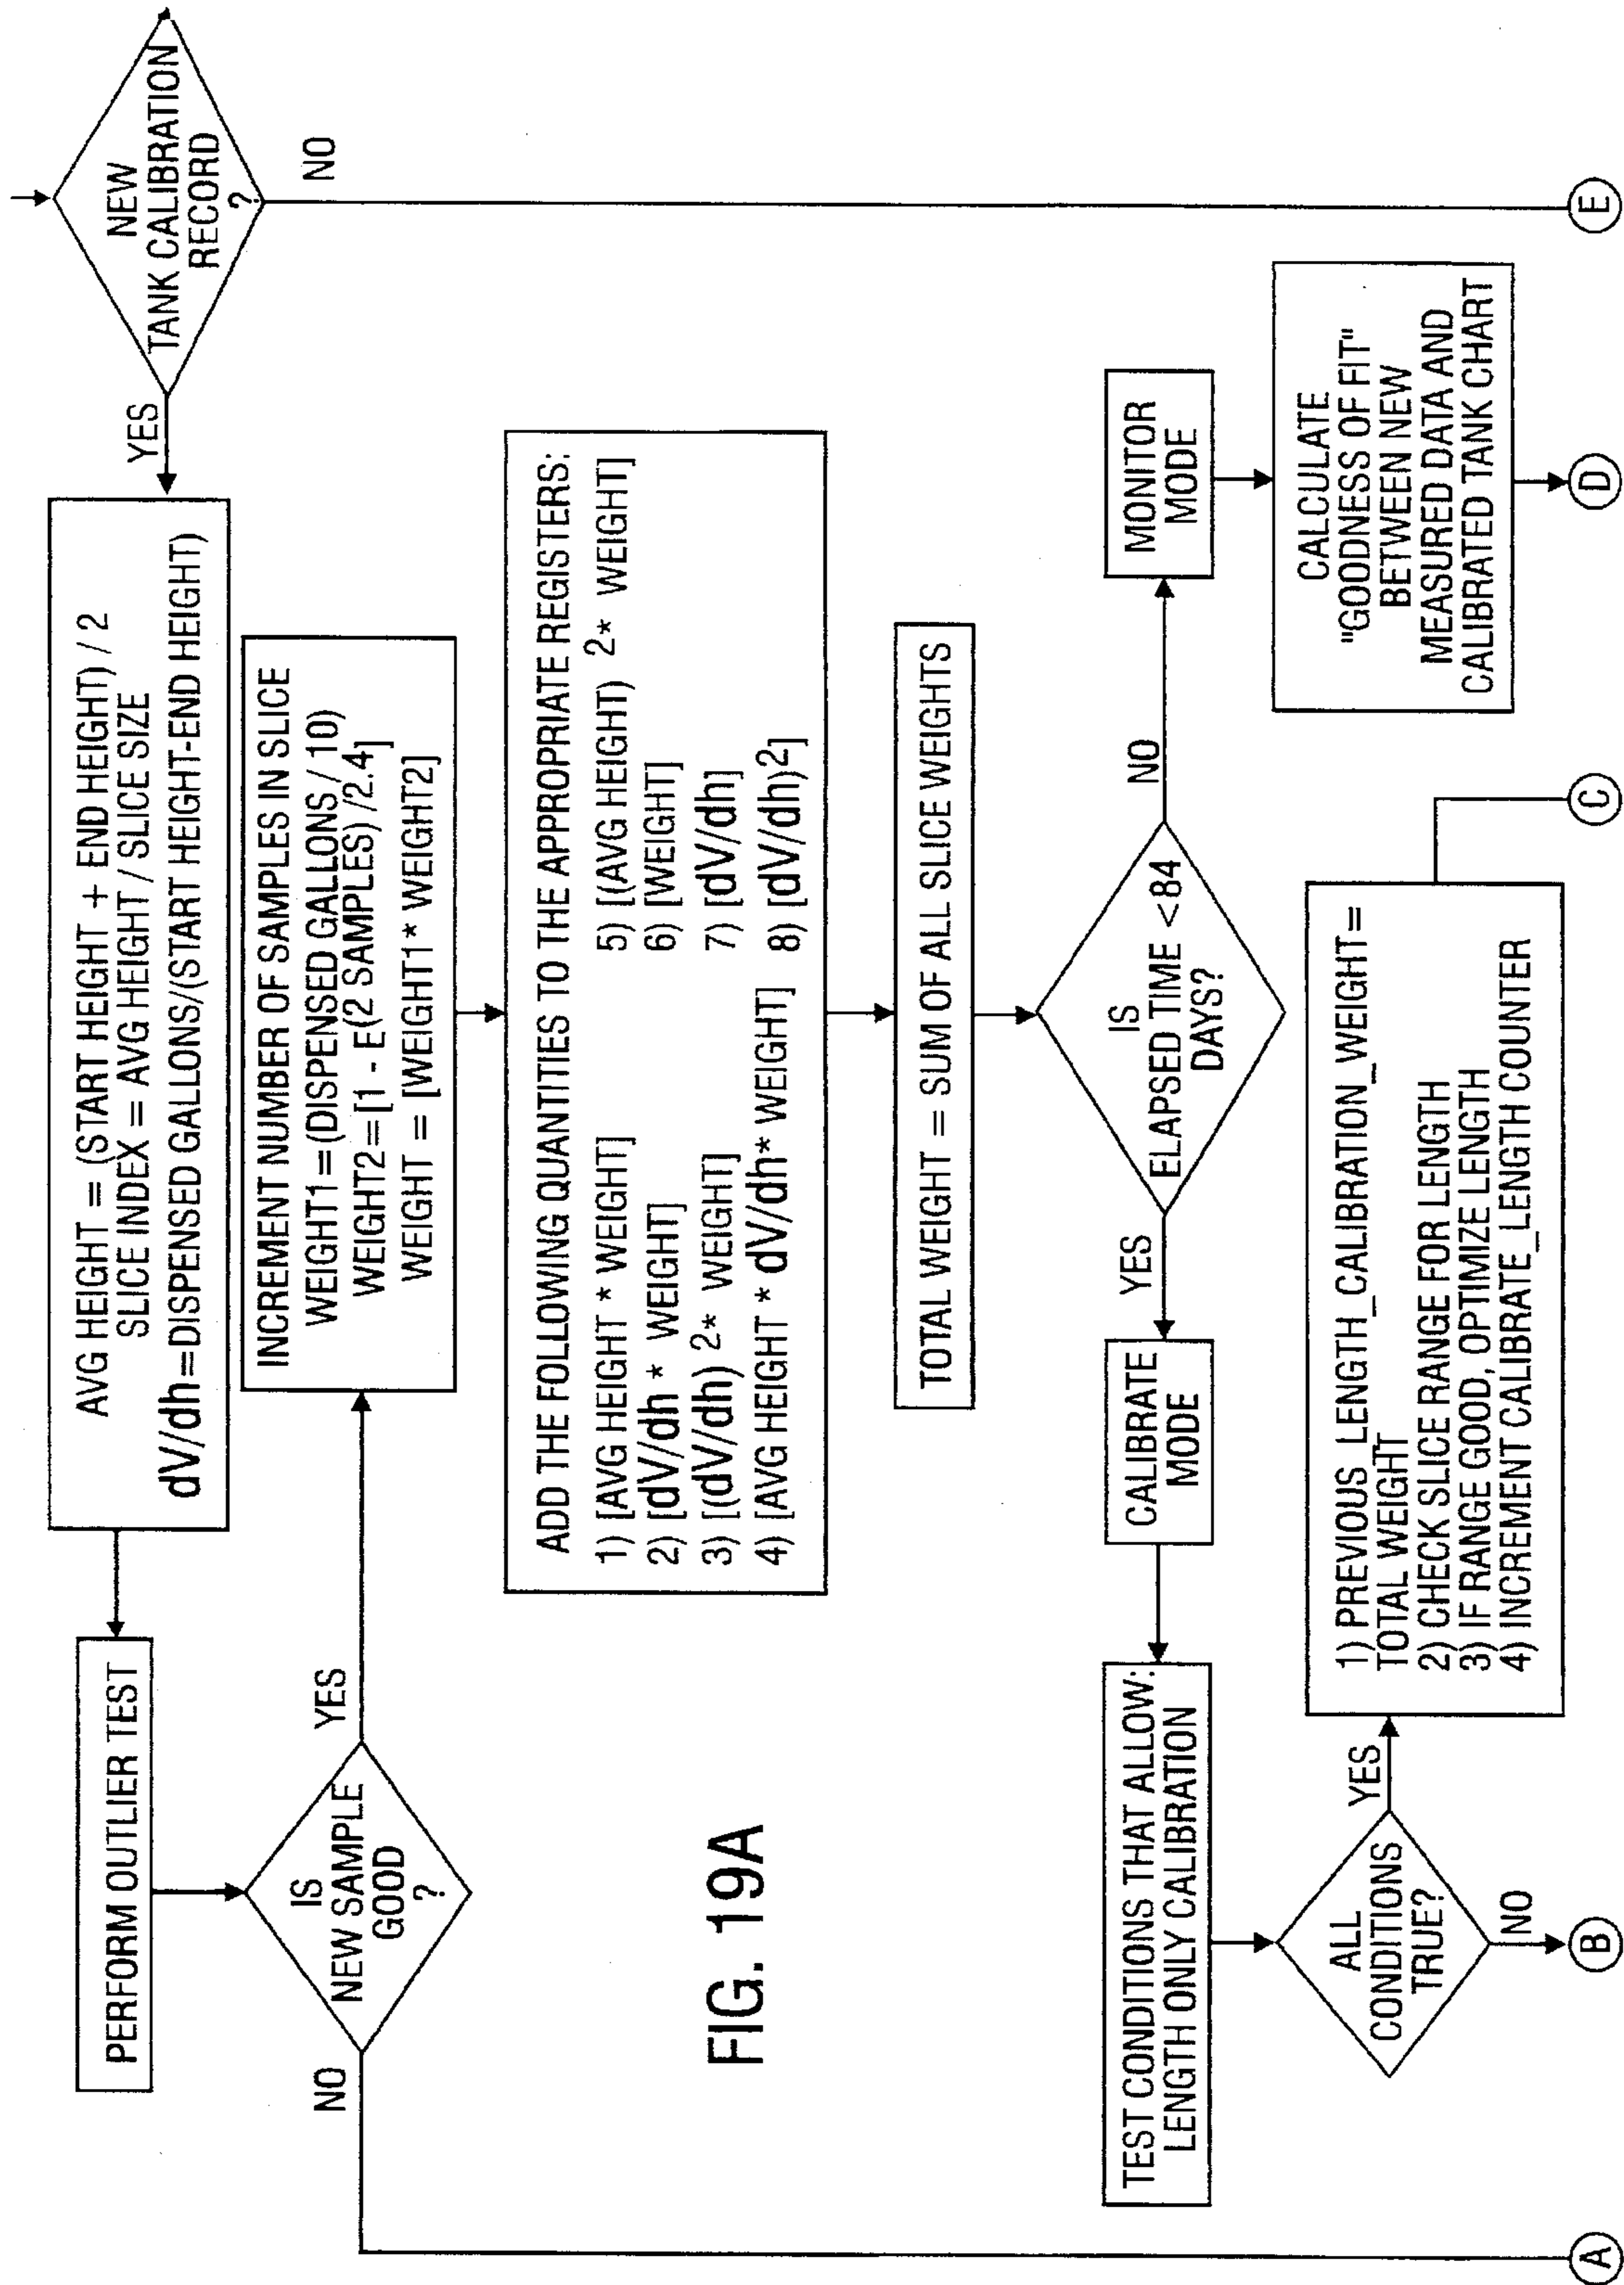 NEW
TANK CALIBRATION
RECORD
?
YES
NO
AVG HEIGHT = (START HEIGHT + END HEIGHT) / 2
SLICE INDEX = AVG HEIGHT / SLICE SIZE
dV/dh=DISPENSED GALLONS/(START HEIGHT-END HEIGHT)
PERFORM OUTLIER TEST
IS
NEW SAMPLE
GOOD
?
YES
NO
INCREMENT NUMBER OF SAMPLES IN SLICE
WEIGHT1=(DISPENSED GALLONS / 10)
WEIGHT2=[1 - E(2 SAMPLES) /2.4]
WEIGHT = [WEIGHT1* WEIGHT2]
ADD THE FOLLOWING QUANTITIES TO THE APPROPRIATE REGISTERS:
1) [AVG HEIGHT * WEIGHT]
2) [dV/dh * WEIGHT]
3) [(dV/dh) 2* WEIGHT]
4) [AVG HEIGHT * dV/dh* WEIGHT]
5) [(AVG HEIGHT) 2* WEIGHT]
6) [WEIGHT]
7) [dV/dh]
8) [dV/dh)2]
TOTAL WEIGHT = SUM OF ALL SLICE WEIGHTS
IS
ELAPSED TIME <84
DAYS?
YES
NO
CALIBRATE
MODE
MONITOR
MODE
TEST CONDITIONS THAT ALLOW:
LENGTH ONLY CALIBRATION
CALCULATE
"GOODNESS OF FIT"
BETWEEN NEW
MEASURED DATA AND
CALIBRATED TANK CHART
ALL
CONDITIONS
TRUE?
YES
NO
1) PREVIOUS_LENGTH_CALIBRATION_WEIGHT=
TOTAL WEIGHT
2) CHECK SLICE RANGE FOR LENGTH
3) IF RANGE GOOD, OPTIMIZE LENGTH
4) INCREMENT CALIBRATE_LENGTH COUNTER
A
B
C
D
E
FIG. 19A